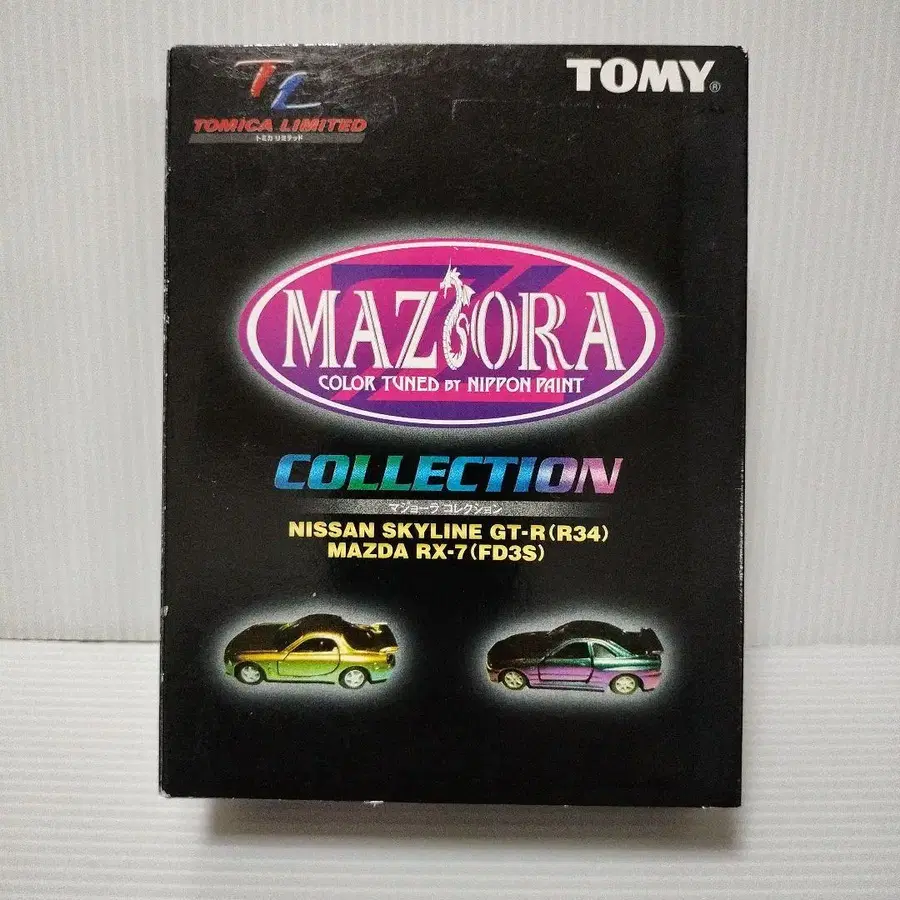 TL
TOMICA LIMITED
トミカ リミテッド
TOMY®
MAZIORA
COLOR TUNED BY NIPPON PAINT
COLLECTION
マジョーラ コレクション
NISSAN SKYLINE GT-R(R34)
MAZDA RX-7(FD3S)